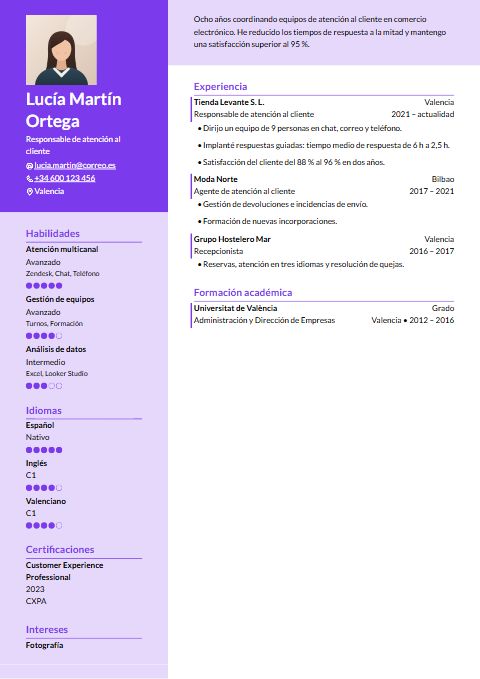 Lucía Martín
Ortega
Responsable de atención al
cliente
lucia.martin@correo.es
+34 600 123 456
Valencia
Habilidades
Atención multicanal
Avanzado
Zendesk, Chat, Teléfono
Gestión de equipos
Avanzado
Turnos, Formación
Análisis de datos
Intermedio
Excel, Looker Studio
Idiomas
Español
Nativo
Inglés
C1
Valenciano
C1
Certificaciones
Customer Experience
Professional
2023
CXPA
Intereses
Fotografía
Ocho años coordinando equipos de atención al cliente en comercio
electrónico. He reducido los tiempos de respuesta a la mitad y mantengo
una satisfacción superior al 95 %.
Experiencia
Tienda Levante S. L. Valencia
Responsable de atención al cliente 2021 – actualidad
• Dirijo un equipo de 9 personas en chat, correo y teléfono.
• Implanté respuestas guiadas: tiempo medio de respuesta de 6 h a 2,5 h.
• Satisfacción del cliente del 88 % al 96 % en dos años.
Moda Norte Bilbao
Agente de atención al cliente 2017 – 2021
• Gestión de devoluciones e incidencias de envío.
• Formación de nuevas incorporaciones.
Grupo Hostelero Mar Valencia
Recepcionista 2016 – 2017
• Reservas, atención en tres idiomas y resolución de quejas.
Formación académica
Universitat de València Grado
Administración y Dirección de Empresas Valencia • 2012 – 2016